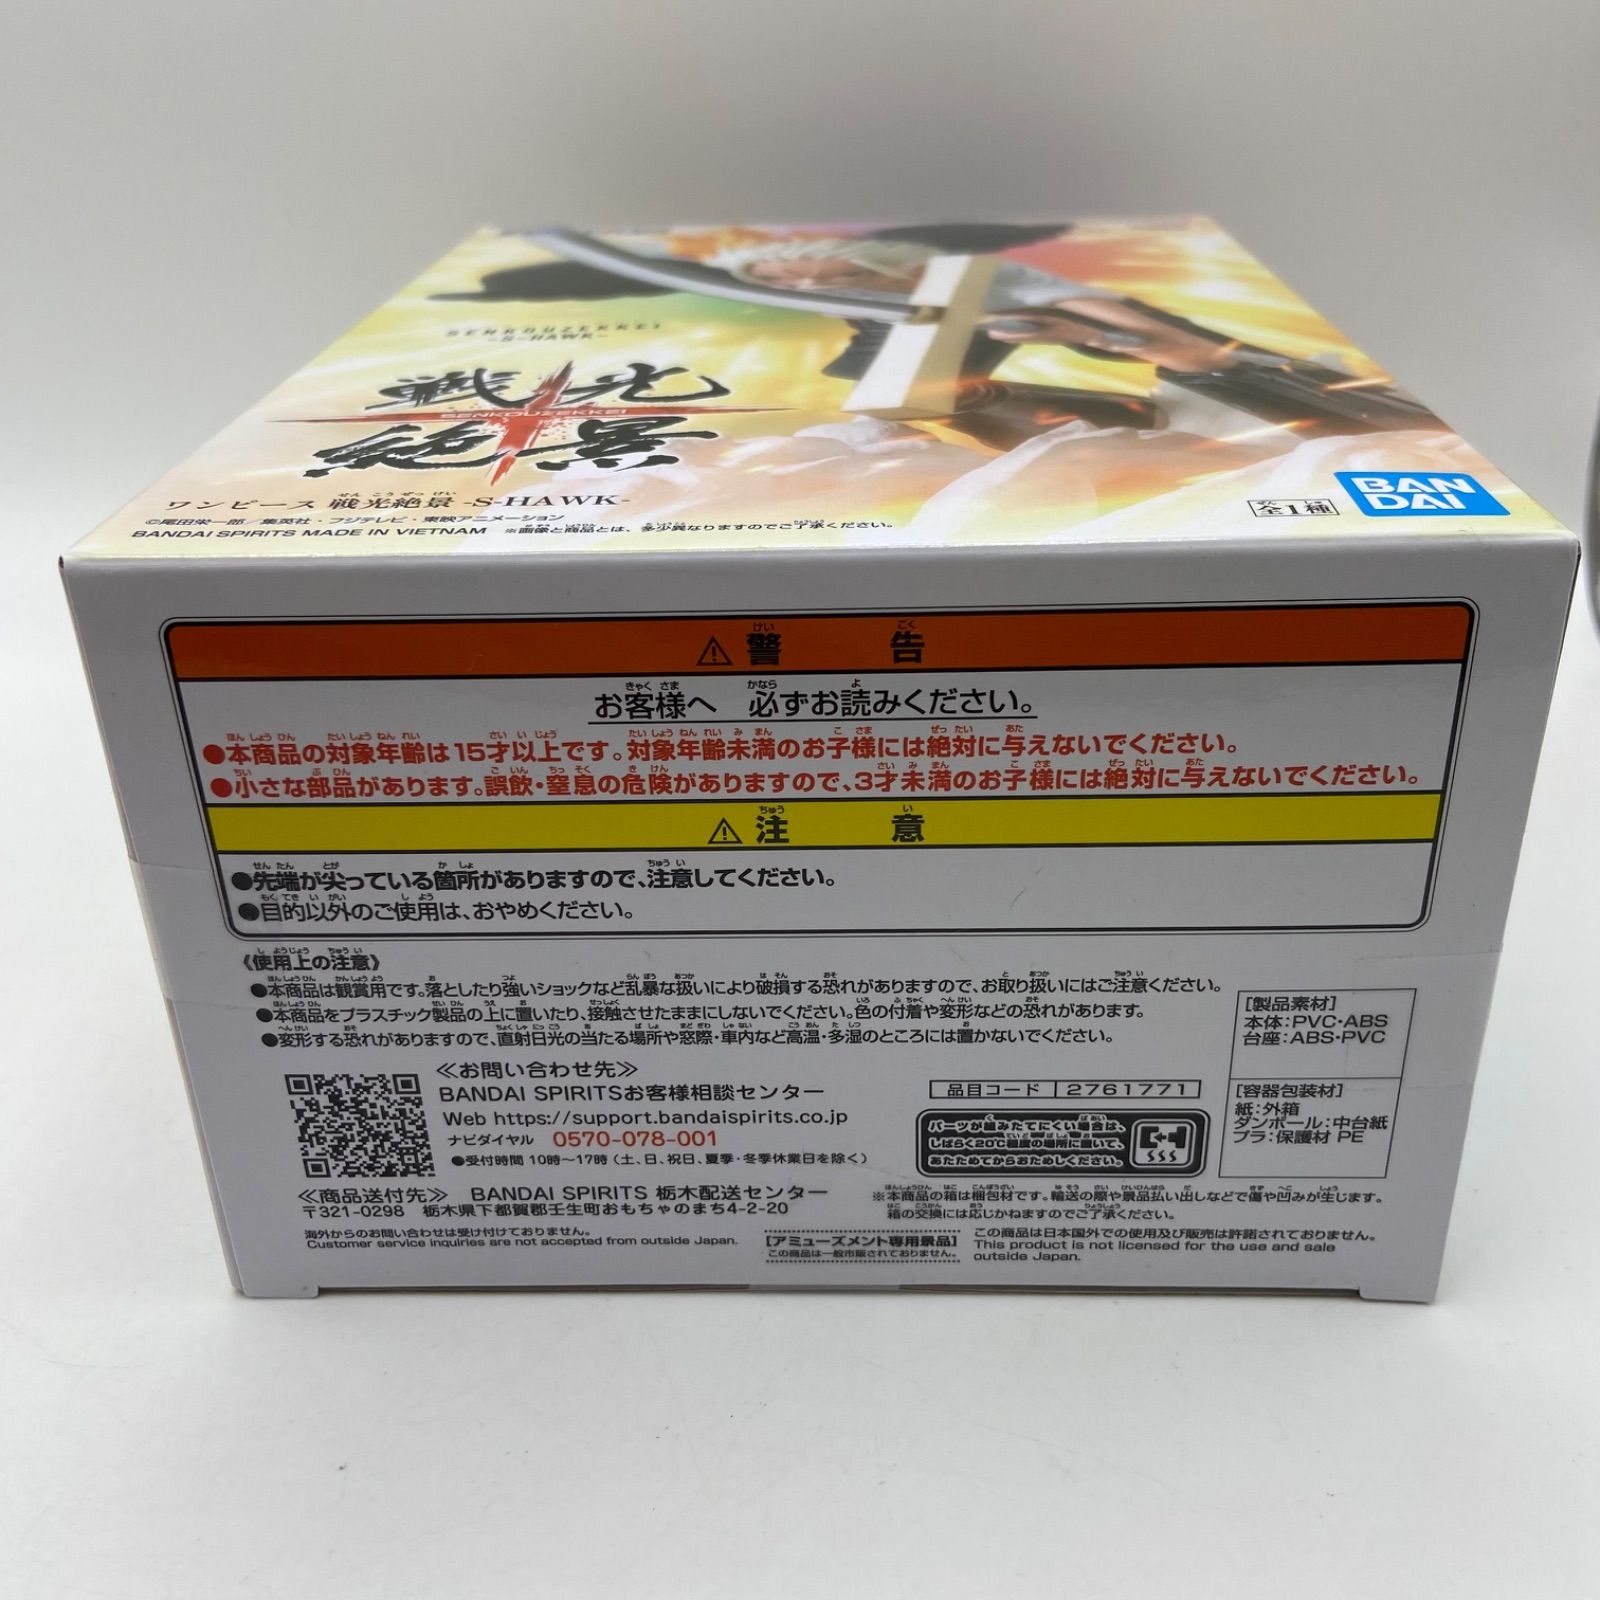 SENKOUZEKKEI
-S-HAWK-
戦光
SENKOUZEKKEI
絶景
ワンピース 戦光絶景 -S-HAWK-
せん こう ぜっ けい
©尾田栄一郎／集英社・フジテレビ・東映アニメーション
BANDAI SPIRITS MADE IN VIETNAM ※画像と商品とは、多少異なりますのでご了承ください。
全1種
BAN
DAI
⚠警告
お客様へ 必ずお読みください。
●本商品の対象年齢は15才以上です。対象年齢未満のお子様には絶対に与えないでください。
●小さな部品があります。誤飲・窒息の危険がありますので、3才未満のお子様には絶対に与えないでください。
⚠注意
●先端が尖っている箇所がありますので、注意してください。
●目的以外のご使用は、おやめください。
《使用上の注意》
●本商品は観賞用です。落としたり強いショックなど乱暴な扱いにより破損する恐れがありますので、お取り扱いにはご注意ください。
●本商品をプラスチック製品の上に置いたり、接触させたままにしないでください。色の付着や変形などの恐れがあります。
●変形する恐れがありますので、直射日光の当たる場所や窓際・車内など高温・多湿のところには置かないでください。
≪お問い合わせ先≫
BANDAI SPIRITSお客様相談センター
Web https://support.bandaispirits.co.jp
ナビダイヤル 0570-078-001
●受付時間 10時～17時（土、日、祝日、夏季・冬季休業日を除く）
≪商品送付先≫ BANDAI SPIRITS 栃木配送センター
〒321-0298 栃木県下都賀郡壬生町おもちゃのまち4-2-20
海外からのお問い合わせは受け付けておりません。
Customer service inquiries are not accepted from outside Japan.
品目コード 2761771
パーツが組みたてにくい場合は、
しばらく20℃程度の場所に置いて、
あたためてからおためしください。
[製品素材]
本体：PVC・ABS
台座：ABS・PVC
[容器包装材]
紙：外箱
ダンボール：中台紙
プラ：保護材 PE
※本商品の箱は梱包材です。輸送の際や景品払い出しなどで傷や凹みが生じます。
箱の交換には応じかねますのでご了承ください。
[アミューズメント専用景品]
この商品は一般市販されておりません。
この商品は日本国外での使用及び販売は許諾されておりません。
This product is not licensed for the use and sale
outside Japan.